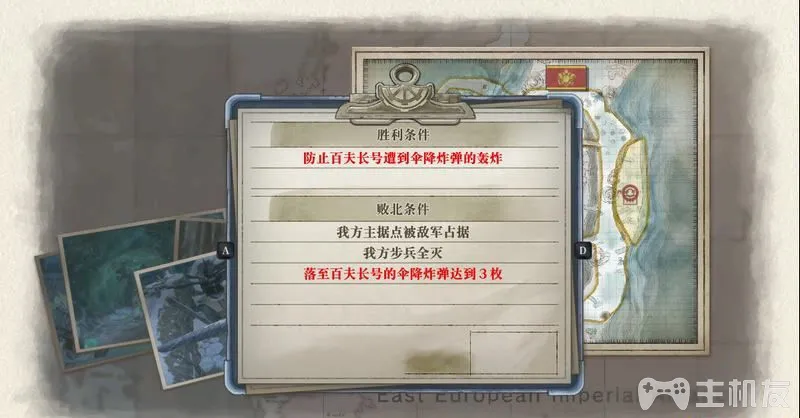 胜利条件
防止百夫长号遭到伞降炸弹的轰炸
败北条件
我方主据点被敌军占据
我方步兵全灭
落至百夫长号的伞降炸弹达到3枚
A
D
East European Imperial
主机友